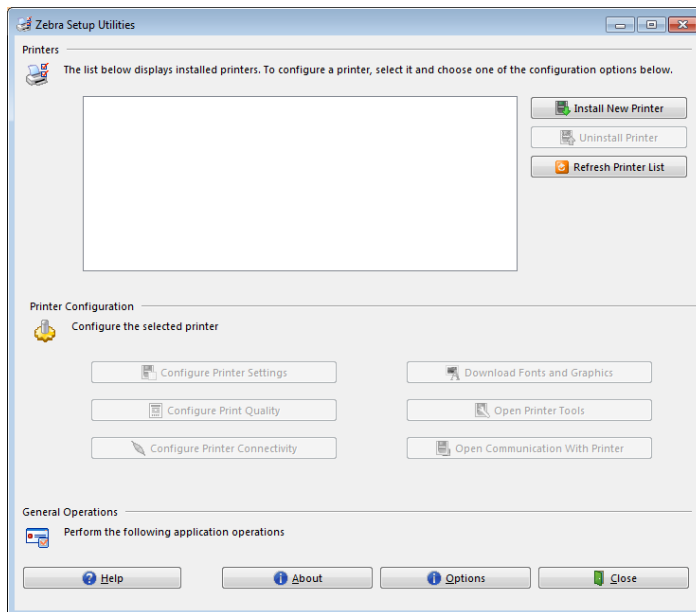 Zebra Setup Utilities
Printers
The list below displays installed printers. To configure a printer, select it and choose one of the configuration options below.
Install New Printer
Uninstall Printer
Refresh Printer List
Printer Configuration
Configure the selected printer
Configure Printer Settings
Download Fonts and Graphics
Configure Print Quality
Open Printer Tools
Configure Printer Connectivity
Open Communication With Printer
General Operations
Perform the following application operations
Help
About
Options
Close